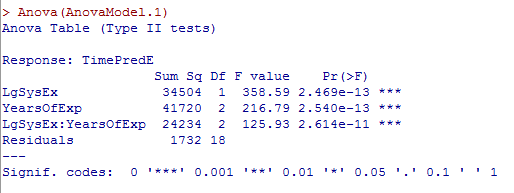 > Anova(AnovaModel.1)
Anova Table (Type II tests)
Response: TimePredE
Sum Sq Df F value Pr(>F)
LgSysEx 34504 1 358.59 2.469e-13 ***
YearsOfExp 41720 2 216.79 2.540e-13 ***
LgSysEx:YearsOfExp 24234 2 125.93 2.614e-11 ***
Residuals 1732 18
---
Signif. codes: 0 '***' 0.001 '**' 0.01 '*' 0.05 '.' 0.1 ' ' 1